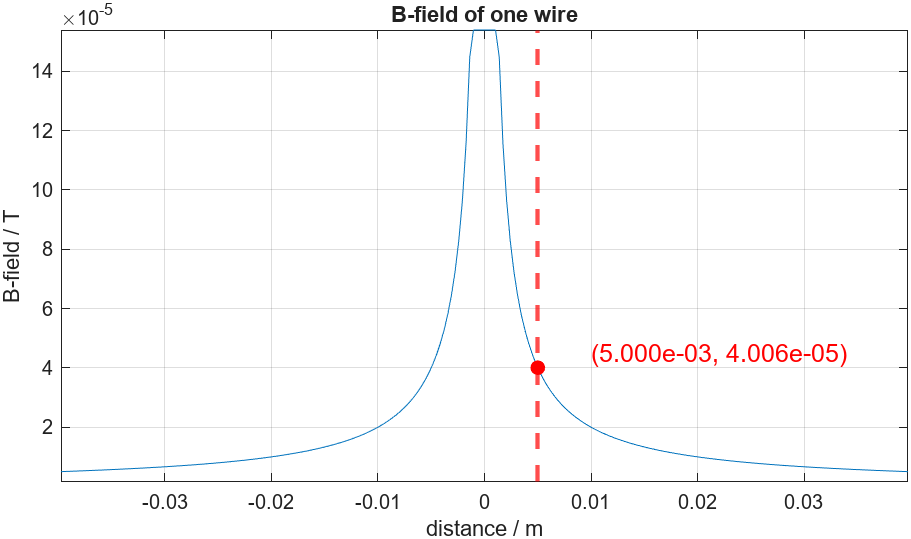 B-field of one wire
×10-5
14
12
10
8
6
4
2
B-field / T
(5.000e-03, 4.006e-05)
-0.03 -0.02 -0.01 0 0.01 0.02 0.03
distance / m